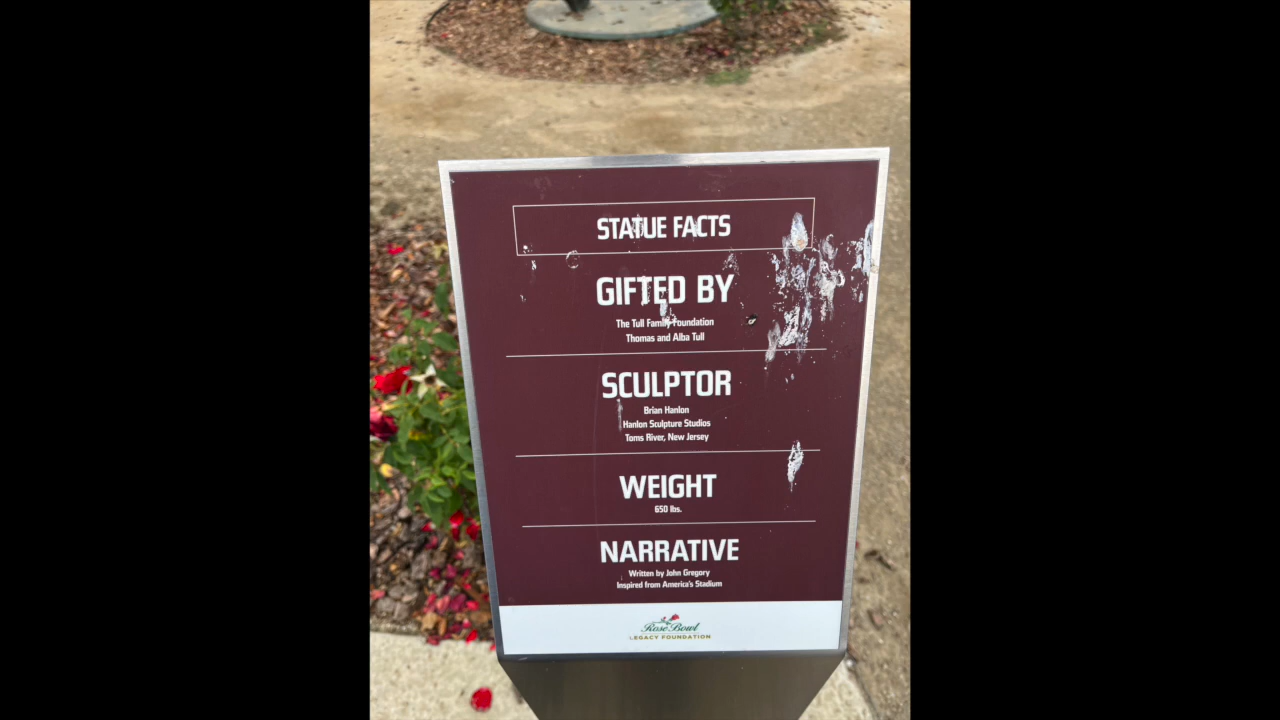 STATUE FACTS
GIFTED BY
The Tull Family Foundation
Thomas and Alba Tull
SCULPTOR
Brian Hanlon
Hanlon Sculpture Studios
Toms River, New Jersey
WEIGHT
650 lbs.
NARRATIVE
Written by John Gregory
Inspired from America's Stadium
Rose Bowl
LEGACY FOUNDATION